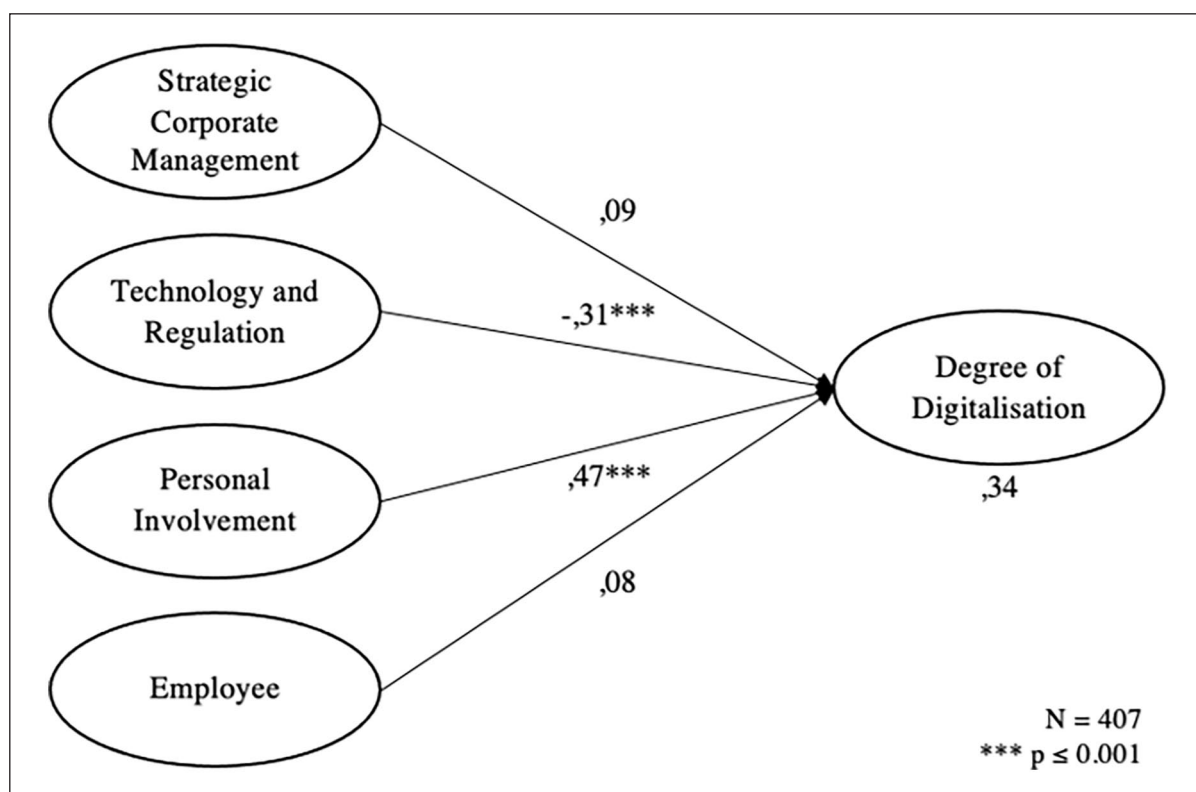 Strategic
Corporate
Management
,09
Technology and
Regulation
-,31***
Degree of
Digitalisation
,34
Personal
Involvement
,47***
,08
Employee
N = 407
*** p ≤ 0.001